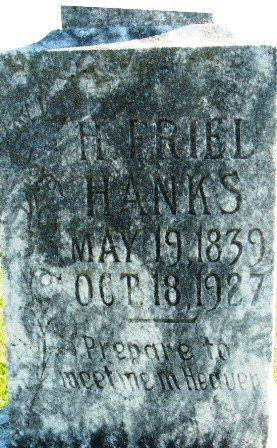 H. FRIEL
HANKS
MAY 19, 1839
OCT. 18, 1927
Prepare to
meet me in Heaven